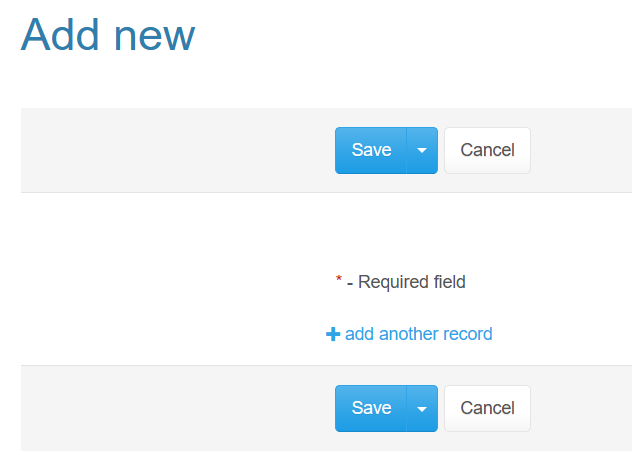 Add new
Save Cancel
* - Required field
+ add another record
Save Cancel